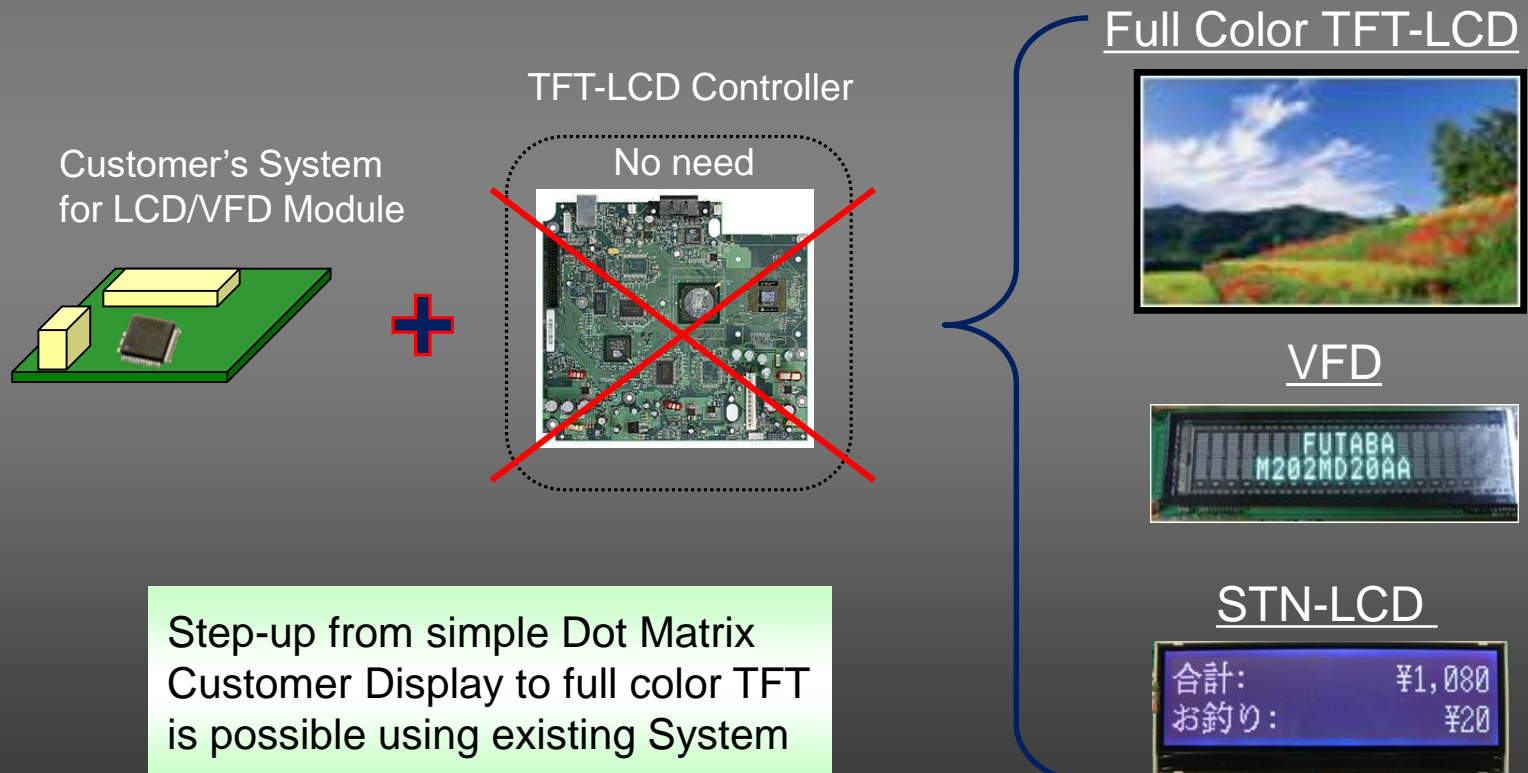 Full Color TFT-LCD
TFT-LCD Controller
No need
Customer’s System
for LCD/VFD Module
VFD
FUTABA
M202MD20AA
STN-LCD
合計: ¥1,080
お釣り: ¥20
Step-up from simple Dot Matrix
Customer Display to full color TFT
is possible using existing System